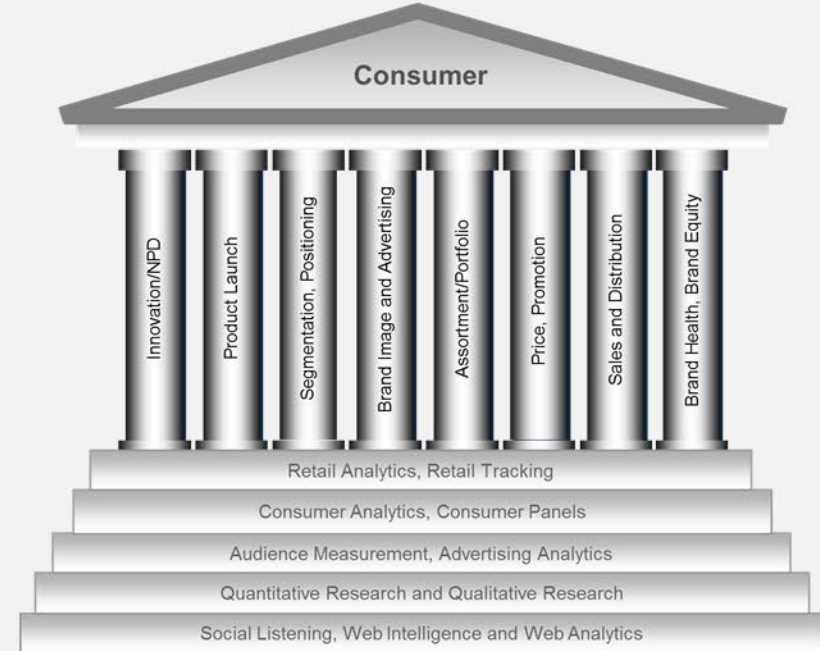 Consumer
Innovation/NPD
Product Launch
Segmentation, Positioning
Brand Image and Advertising
Assortment/Portfolio
Price, Promotion
Sales and Distribution
Brand Health, Brand Equity
Retail Analytics, Retail Tracking
Consumer Analytics, Consumer Panels
Audience Measurement, Advertising Analytics
Quantitative Research and Qualitative Research
Social Listening, Web Intelligence and Web Analytics